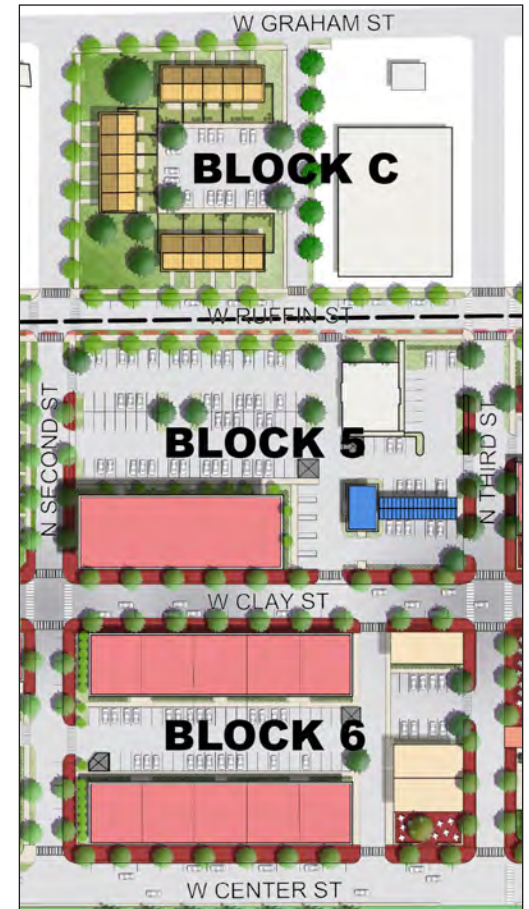 W GRAHAM ST
BLOCK C
W RUFFIN ST
N SECOND ST
BLOCK 5
N THIRD ST
W CLAY ST
BLOCK 6
W CENTER ST